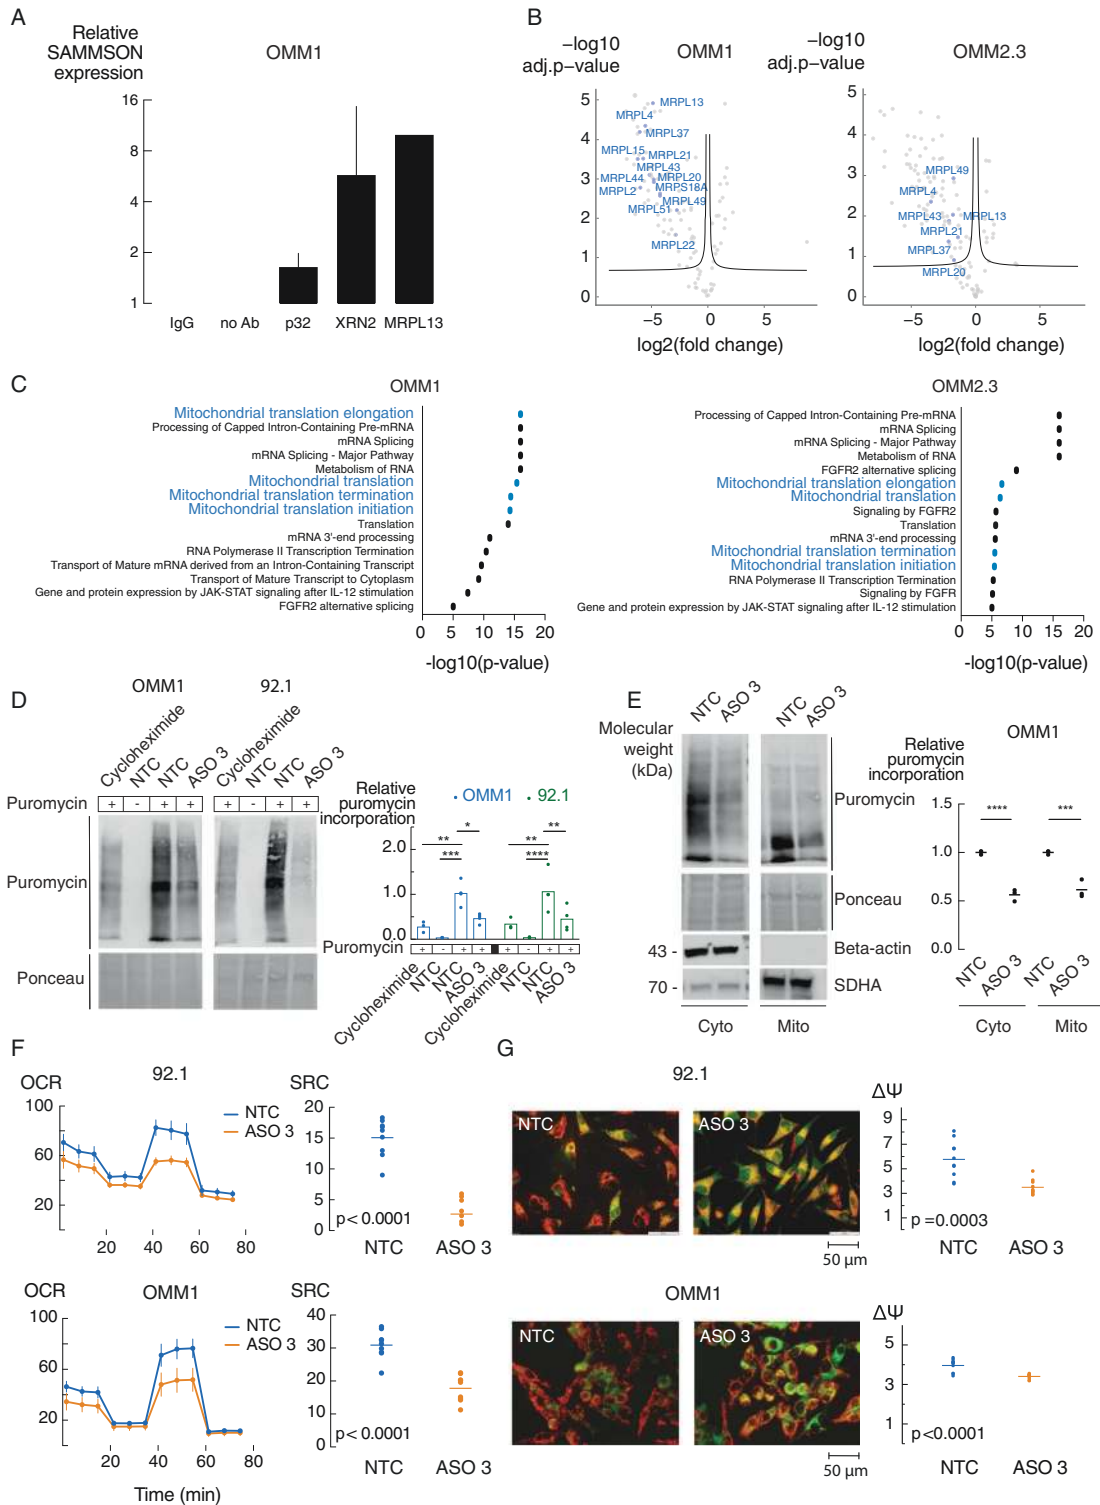 A
Relative
SAMMSON
expression
OMM1
16
8
4
2
1
IgG
no Ab
p32
XRN2
MRPL13
B
−log10
adj.p−value
OMM1
5
4
3
2
1
0
MRPL13
MRPL4
MRPL37
MRPL15
MRPL21
MRPL43
MRPL44
MRPL20
MRPL2
MRPS18A
MRPL49
MRPL51
MRPL22
−5
0
5
log2(fold change)
−log10
adj.p−value
OMM2.3
5
4
3
2
1
0
MRPL49
MRPL4
MRPL43
MRPL13
MRPL21
MRPL37
MRPL20
−5
0
5
log2(fold change)
C
OMM1
Mitochondrial translation elongation
Processing of Capped Intron-Containing Pre-mRNA
mRNA Splicing
mRNA Splicing - Major Pathway
Metabolism of RNA
Mitochondrial translation
Mitochondrial translation termination
Mitochondrial translation initiation
Translation
mRNA 3'-end processing
RNA Polymerase II Transcription Termination
Transport of Mature mRNA derived from an Intron-Containing Transcript
Transport of Mature Transcript to Cytoplasm
Gene and protein expression by JAK-STAT signaling after IL-12 stimulation
FGFR2 alternative splicing
0 5 10 15 20
-log10(p-value)
OMM2.3
Processing of Capped Intron-Containing Pre-mRNA
mRNA Splicing
mRNA Splicing - Major Pathway
Metabolism of RNA
FGFR2 alternative splicing
Mitochondrial translation elongation
Mitochondrial translation
Signaling by FGFR2
Translation
mRNA 3'-end processing
Mitochondrial translation termination
Mitochondrial translation initiation
RNA Polymerase II Transcription Termination
Signaling by FGFR
Gene and protein expression by JAK-STAT signaling after IL-12 stimulation
0 5 10 15 20
-log10(p-value)
D
OMM1
92.1
Cycloheximide
NTC
NTC
ASO 3
Cycloheximide
NTC
NTC
ASO 3
Puromycin
+ - + + + - + +
Puromycin
Ponceau
Relative
puromycin
incorporation
OMM1
92.1
2.0
1.0
0
** *** * ** **** **
Puromycin
+ - + + + - + +
Cycloheximide
NTC
NTC
ASO 3
Cycloheximide
NTC
NTC
ASO 3
E
Molecular
weight
(kDa)
NTC
ASO 3
NTC
ASO 3
Puromycin
Ponceau
43 -
Beta-actin
70 -
SDHA
Cyto
Mito
OMM1
Relative
puromycin
incorporation
1.5
1.0
0.5
0.0
****
***
NTC
ASO 3
NTC
ASO 3
Cyto
Mito
F
92.1
OCR
100
60
20
NTC
ASO 3
20 40 60 80
SRC
20
15
10
5
0
p< 0.0001
NTC
ASO 3
OCR
OMM1
100
60
20
NTC
ASO 3
0 20 40 60 80
Time (min)
SRC
40
30
20
10
0
p< 0.0001
NTC
ASO 3
G
92.1
NTC
ASO 3
50 µm
ΔΨ
9
7
5
3
1
p =0.0003
NTC
ASO 3
OMM1
NTC
ASO 3
50 µm
ΔΨ
5
3
1
p<0.0001
NTC
ASO 3